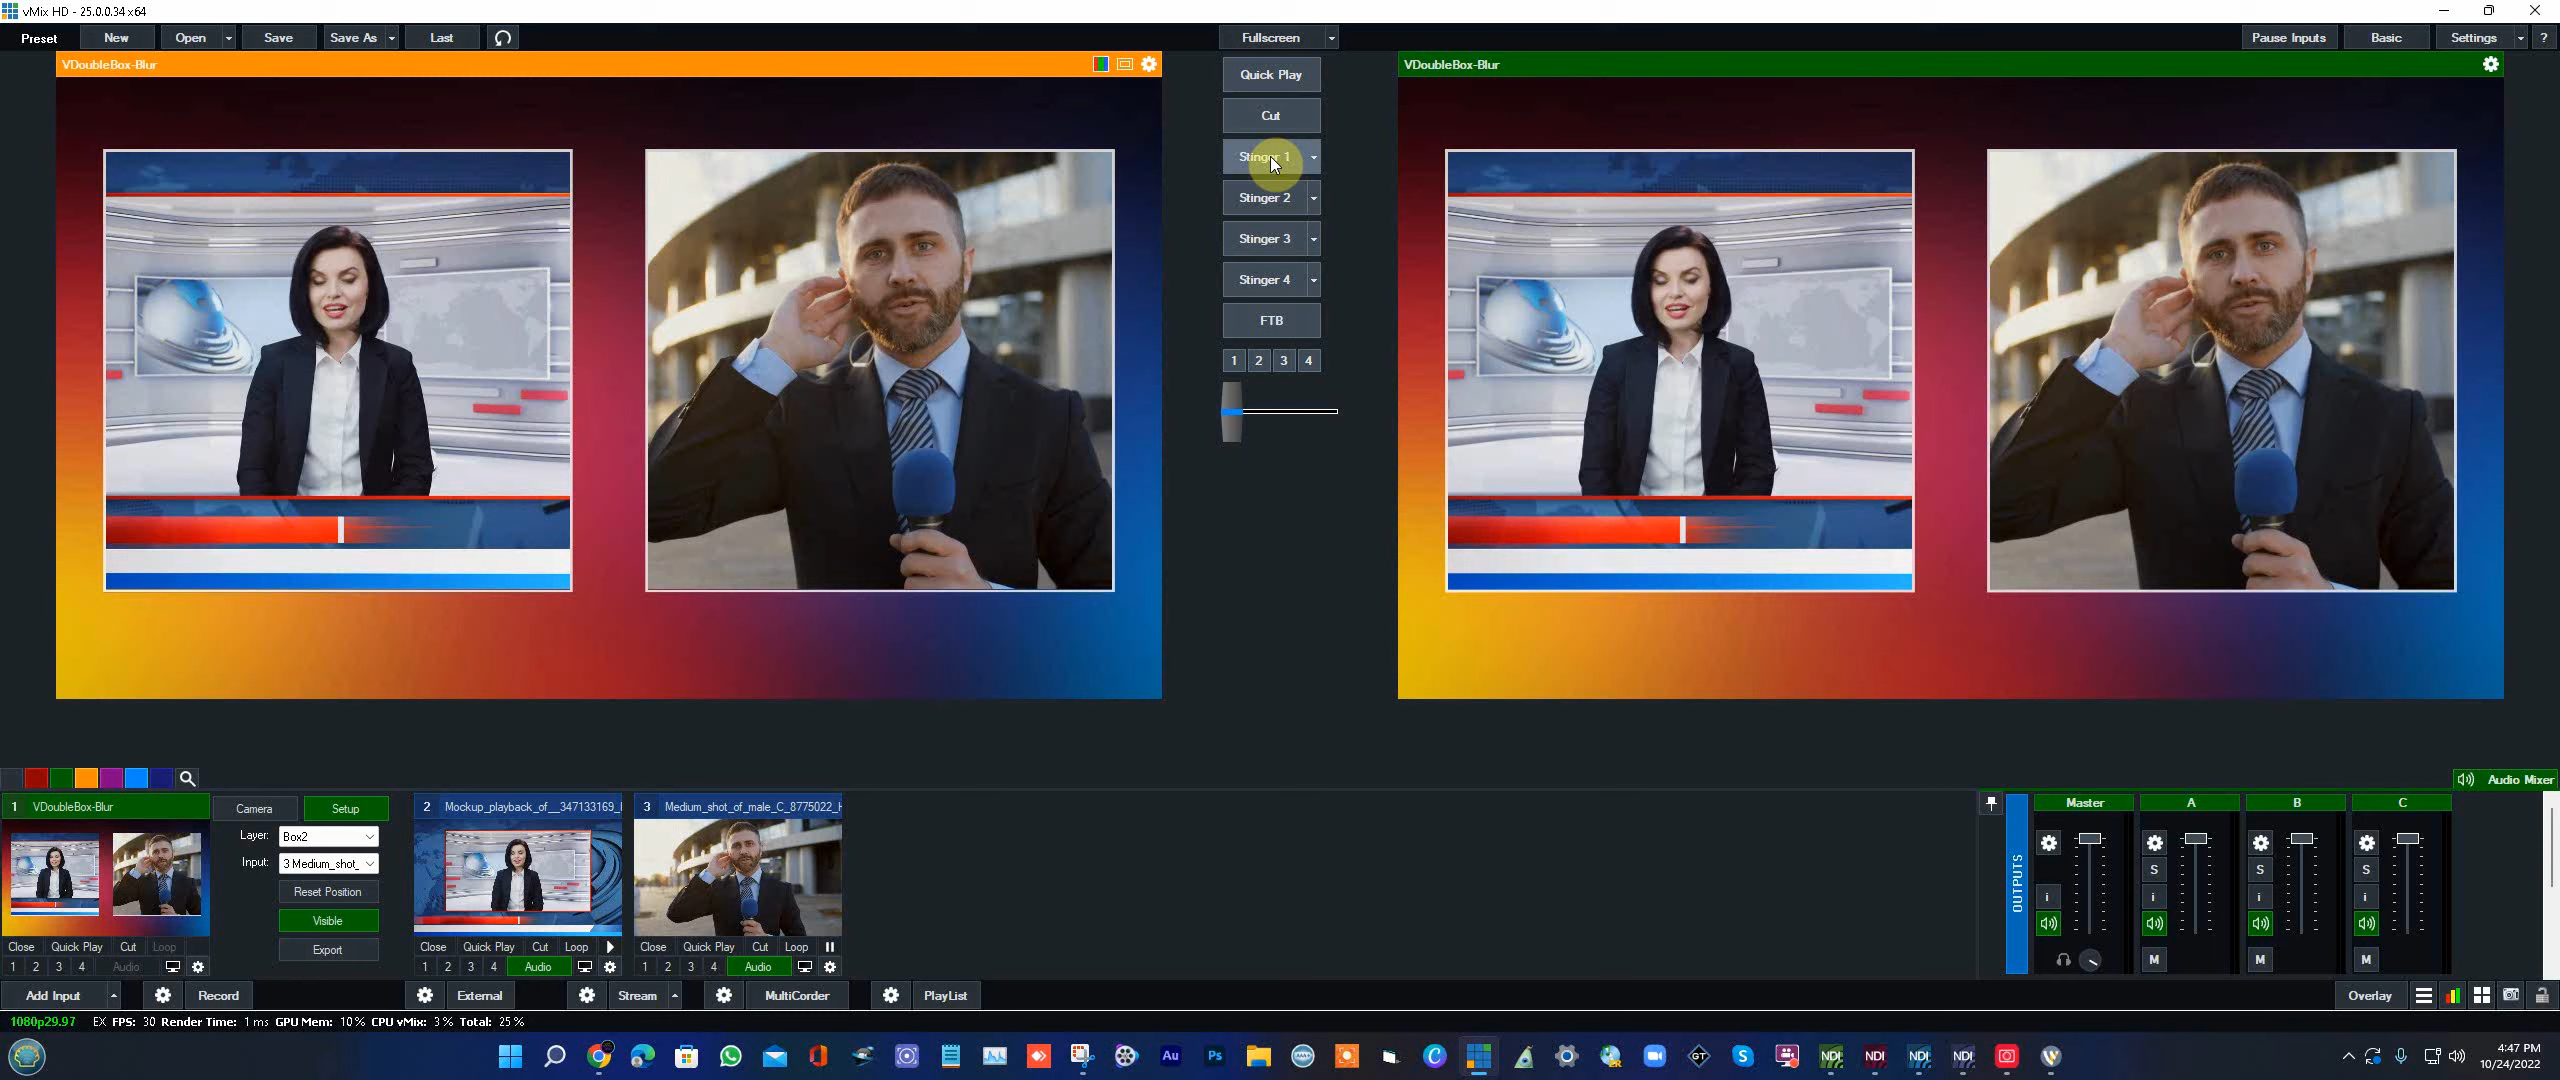 vMix HD - 25.0.0.34 x64
Preset New Open Save Save As Last Fullscreen Pause Inputs Basic Settings ?
VDoubleBox-Blur
VDoubleBox-Blur
Quick Play
Cut
Stinger 1
Stinger 2
Stinger 3
Stinger 4
FTB
1 2 3 4
Audio Mixer
1 VDoubleBox-Blur
Camera Setup
Layer: Box2
Input: 3 Medium_shot_
Reset Position
Visible
Export
Close Quick Play Cut Loop
1 2 3 4 Audio
2 Mockup_playback_of__347133169_
Close Quick Play Cut Loop
1 2 3 4 Audio
3 Medium_shot_of_male_C_8775022_H
Close Quick Play Cut Loop
1 2 3 4 Audio
OUTPUTS
Master A B C
S S S
i i i i
M M M
Add Input Record External Stream MultiCorder PlayList Overlay
1080p29.97 EX FPS: 30 Render Time: 1 ms GPU Mem: 10% CPU vMix: 3% Total: 25%
Au Ps GT NDI NDI NDI NDI
4:47 PM
10/24/2022